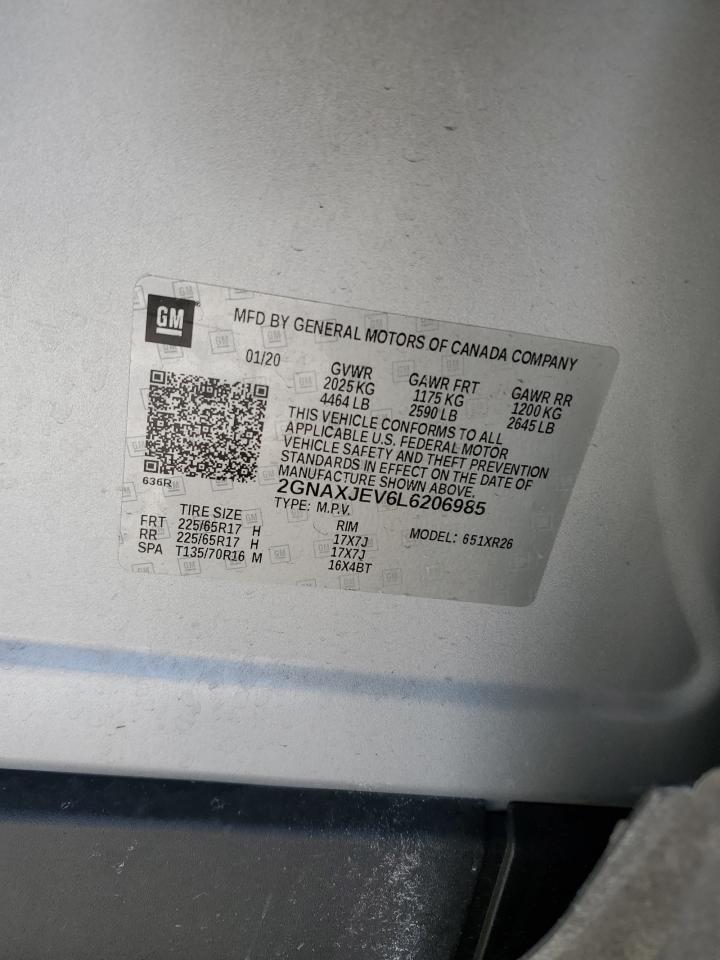 GM
MFD BY GENERAL MOTORS OF CANADA COMPANY
01/20 GVWR GAWR FRT GAWR RR
2025 KG 1175 KG 1200 KG
4464 LB 2590 LB 2645 LB
THIS VEHICLE CONFORMS TO ALL
APPLICABLE U.S. FEDERAL MOTOR
VEHICLE SAFETY AND THEFT PREVENTION
STANDARDS IN EFFECT ON THE DATE OF
MANUFACTURE SHOWN ABOVE.
636R
2GNAXJEV6L6206985
TYPE: M.P.V.
MODEL: 651XR26
TIRE SIZE RIM
FRT 225/65R17 H 17X7J
RR 225/65R17 H 17X7J
SPA T135/70R16 M 16X4BT